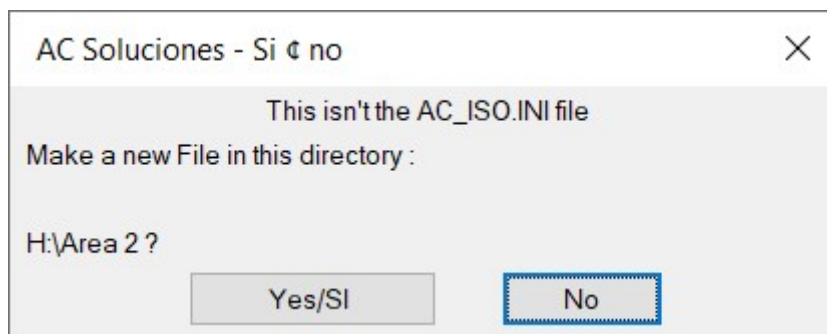 AC Soluciones - Si ¢ no
This isn't the AC_ISO.INI file
Make a new File in this directory :
H:\Area 2 ?
Yes/SI
No